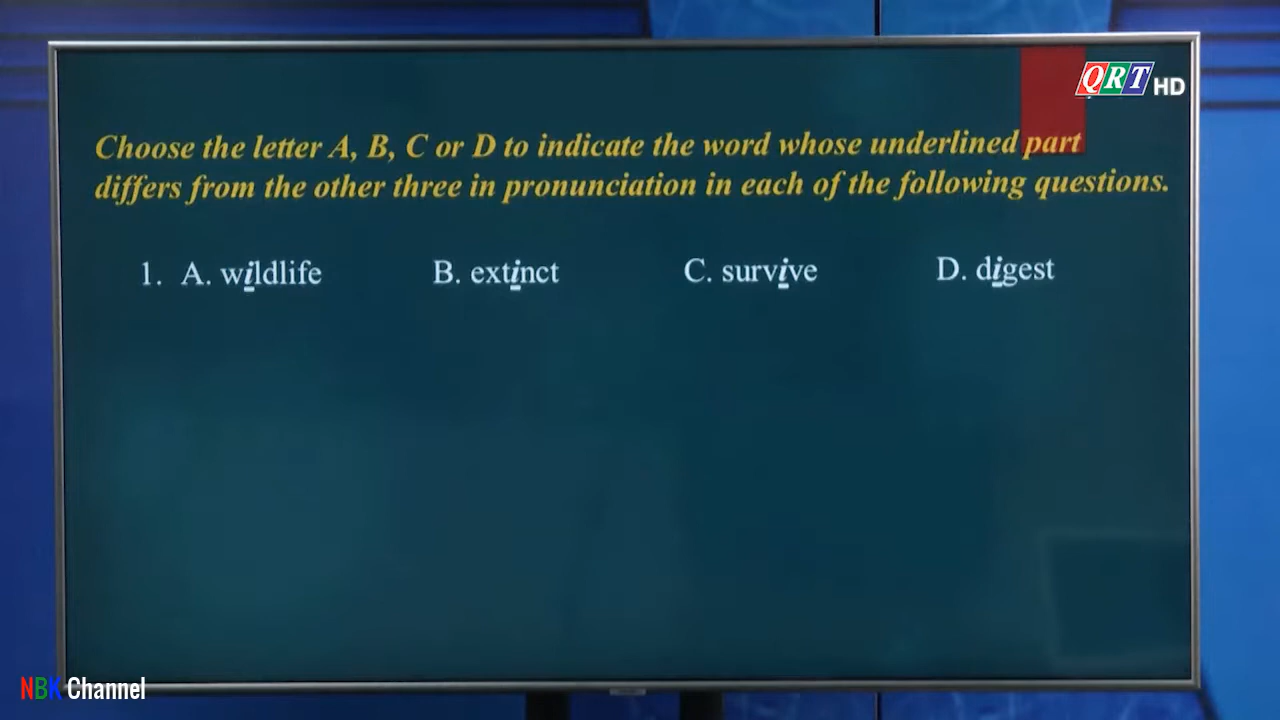 QRT HD
Choose the letter A, B, C or D to indicate the word whose underlined part
differs from the other three in pronunciation in each of the following questions.
1. A. wildlife B. extinct C. survive D. digest
NBK Channel